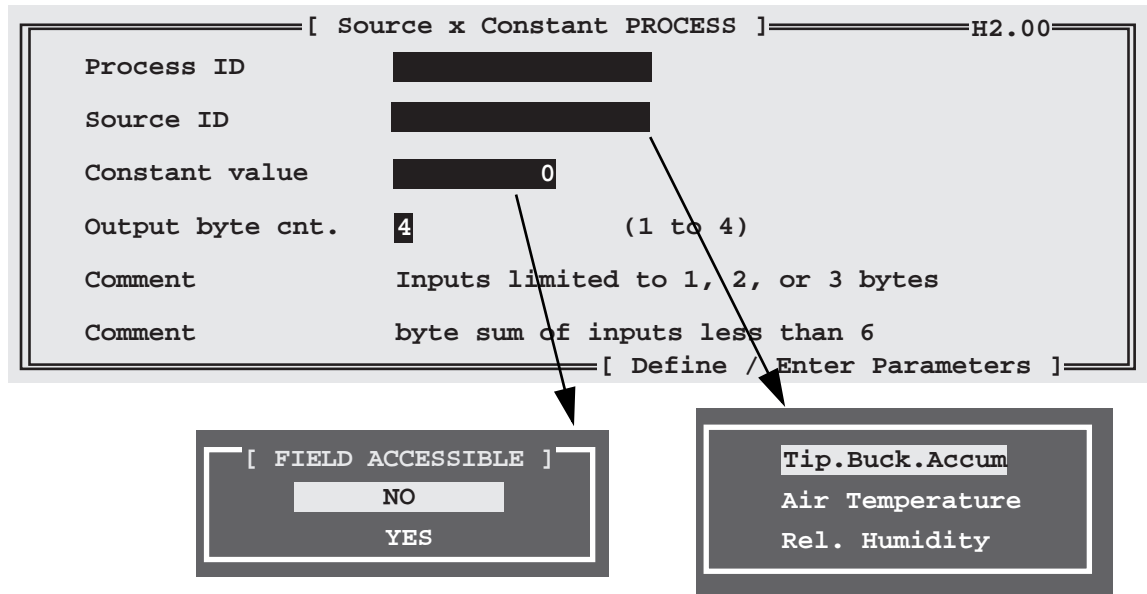 [ Source x Constant PROCESS ] H2.00
Process ID
Source ID
Constant value 0
Output byte cnt. 4 (1 to 4)
Comment Inputs limited to 1, 2, or 3 bytes
Comment byte sum of inputs less than 6
[ Define / Enter Parameters ]
[ FIELD ACCESSIBLE ]
NO
YES
Tip.Buck.Accum
Air Temperature
Rel. Humidity